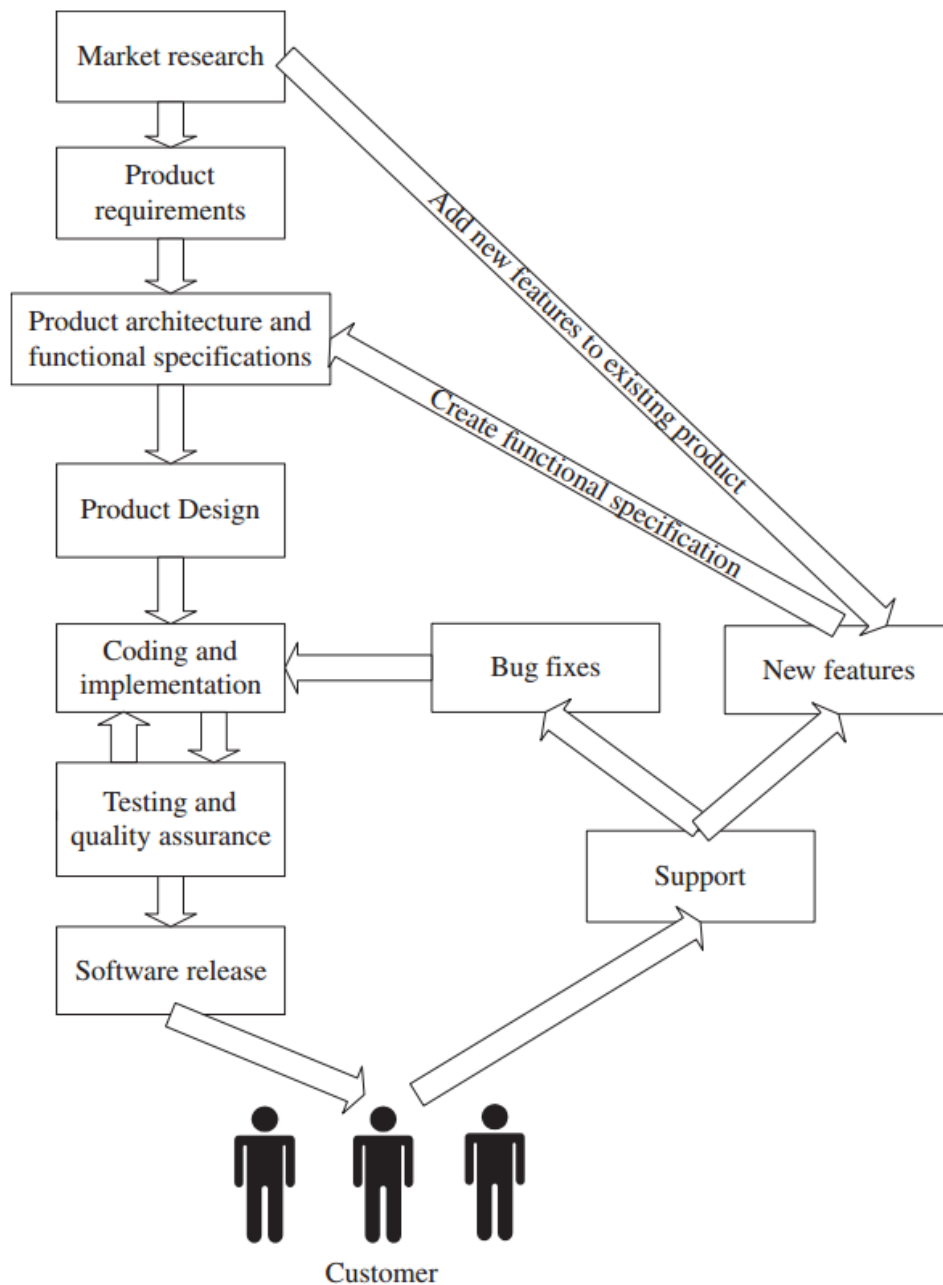 Market research
Product
requirements
Product architecture and
functional specifications
Add new features to existing product
Create functional specification
Product Design
Coding and
implementation
Bug fixes
New features
Testing and
quality assurance
Support
Software release
Customer